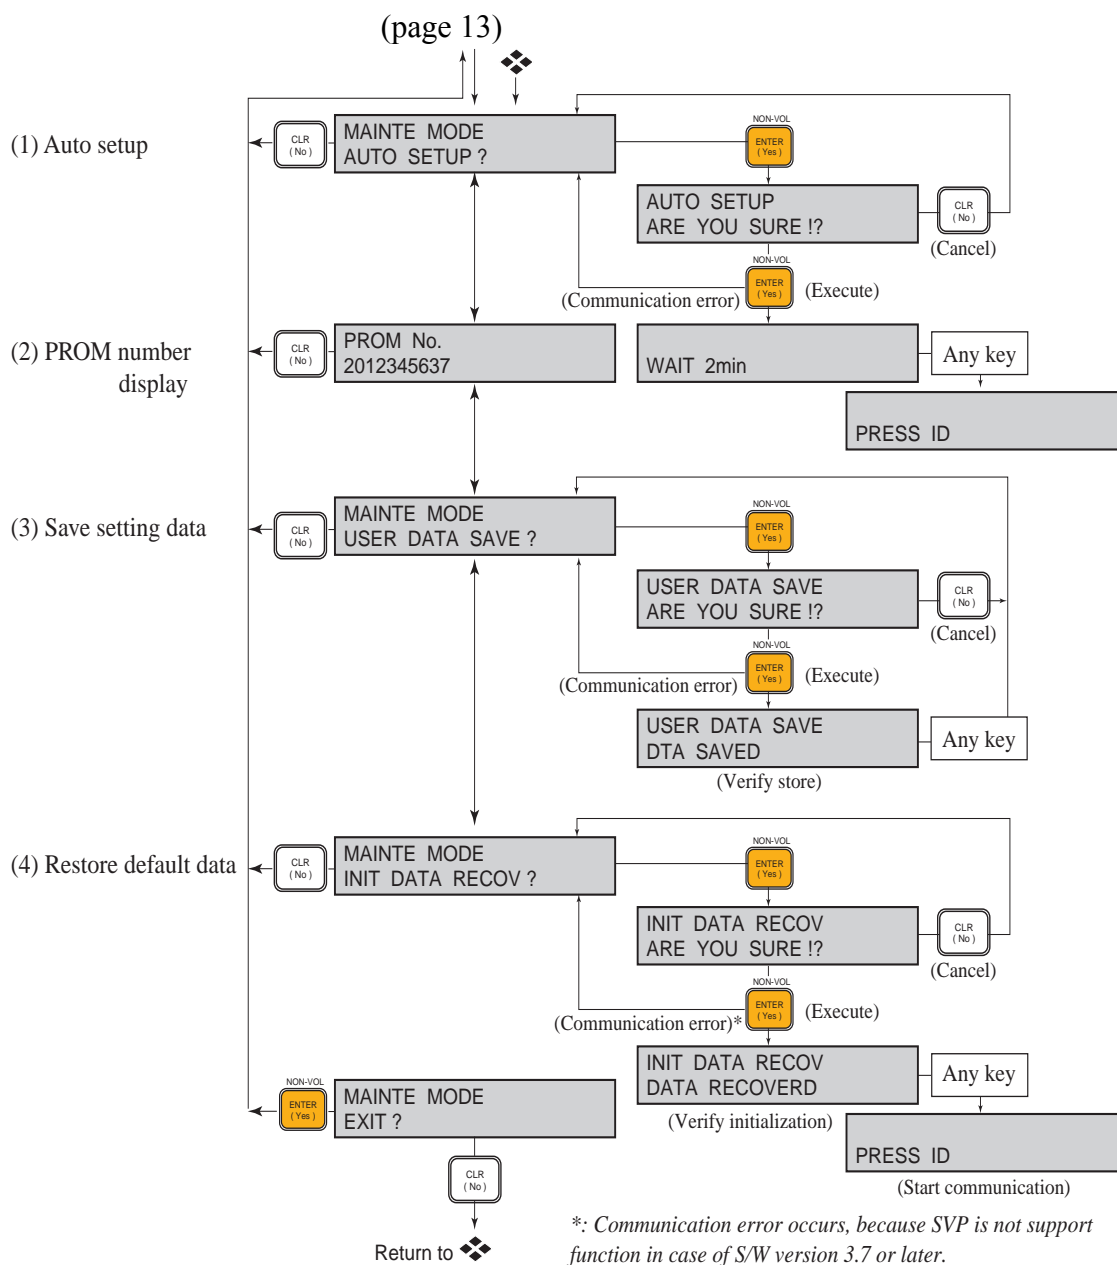 (page 13)
(1) Auto setup
CLR
(No)
MAINTE MODE
AUTO SETUP ?
NON-VOL
ENTER
(Yes)
AUTO SETUP
ARE YOU SURE !?
CLR
(No)
(Cancel)
NON-VOL
ENTER
(Yes)
(Execute)
(Communication error)
(2) PROM number
display
CLR
(No)
PROM No.
2012345637
WAIT 2min
Any key
PRESS ID
(3) Save setting data
CLR
(No)
MAINTE MODE
USER DATA SAVE ?
NON-VOL
ENTER
(Yes)
USER DATA SAVE
ARE YOU SURE !?
CLR
(No)
(Cancel)
NON-VOL
ENTER
(Yes)
(Execute)
(Communication error)
USER DATA SAVE
DTA SAVED
Any key
(Verify store)
(4) Restore default data
CLR
(No)
MAINTE MODE
INIT DATA RECOV ?
NON-VOL
ENTER
(Yes)
INIT DATA RECOV
ARE YOU SURE !?
CLR
(No)
(Cancel)
NON-VOL
ENTER
(Yes)
(Execute)
(Communication error)*
INIT DATA RECOV
DATA RECOVERD
Any key
(Verify initialization)
NON-VOL
ENTER
(Yes)
MAINTE MODE
EXIT ?
PRESS ID
(Start communication)
CLR
(No)
Return to
*: Communication error occurs, because SVP is not support
function in case of S/W version 3.7 or later.